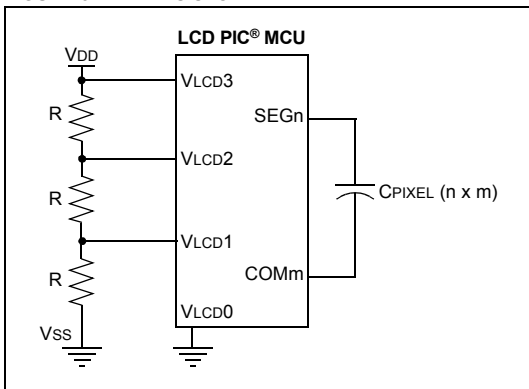 LCD PIC® MCU
VDD
VLCD3
R
SEGn
VLCD2
R
CPIXEL (n x m)
VLCD1
COMm
R
VLCD0
VSS